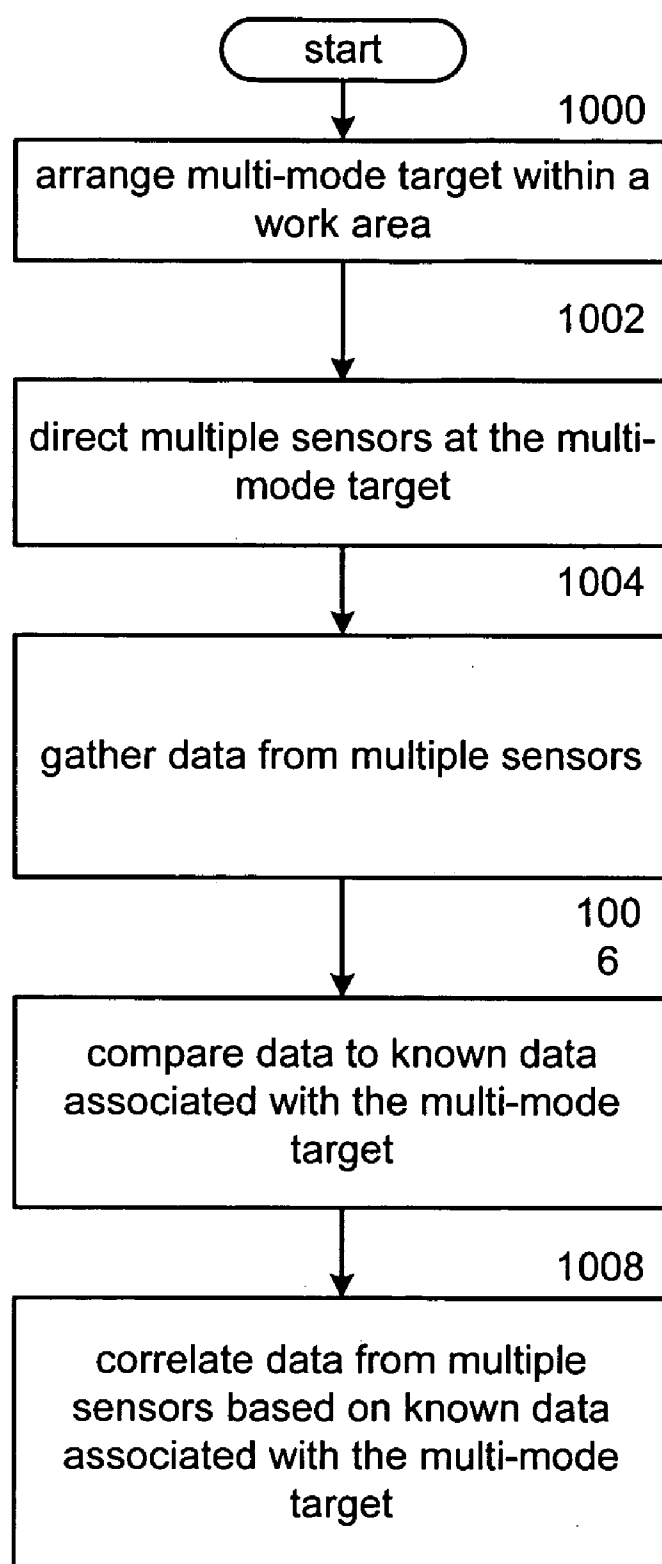 start
1000
arrange multi-mode target within a
work area
1002
direct multiple sensors at the multi-
mode target
1004
gather data from multiple sensors
100
6
compare data to known data
associated with the multi-mode
target
1008
correlate data from multiple
sensors based on known data
associated with the multi-mode
target